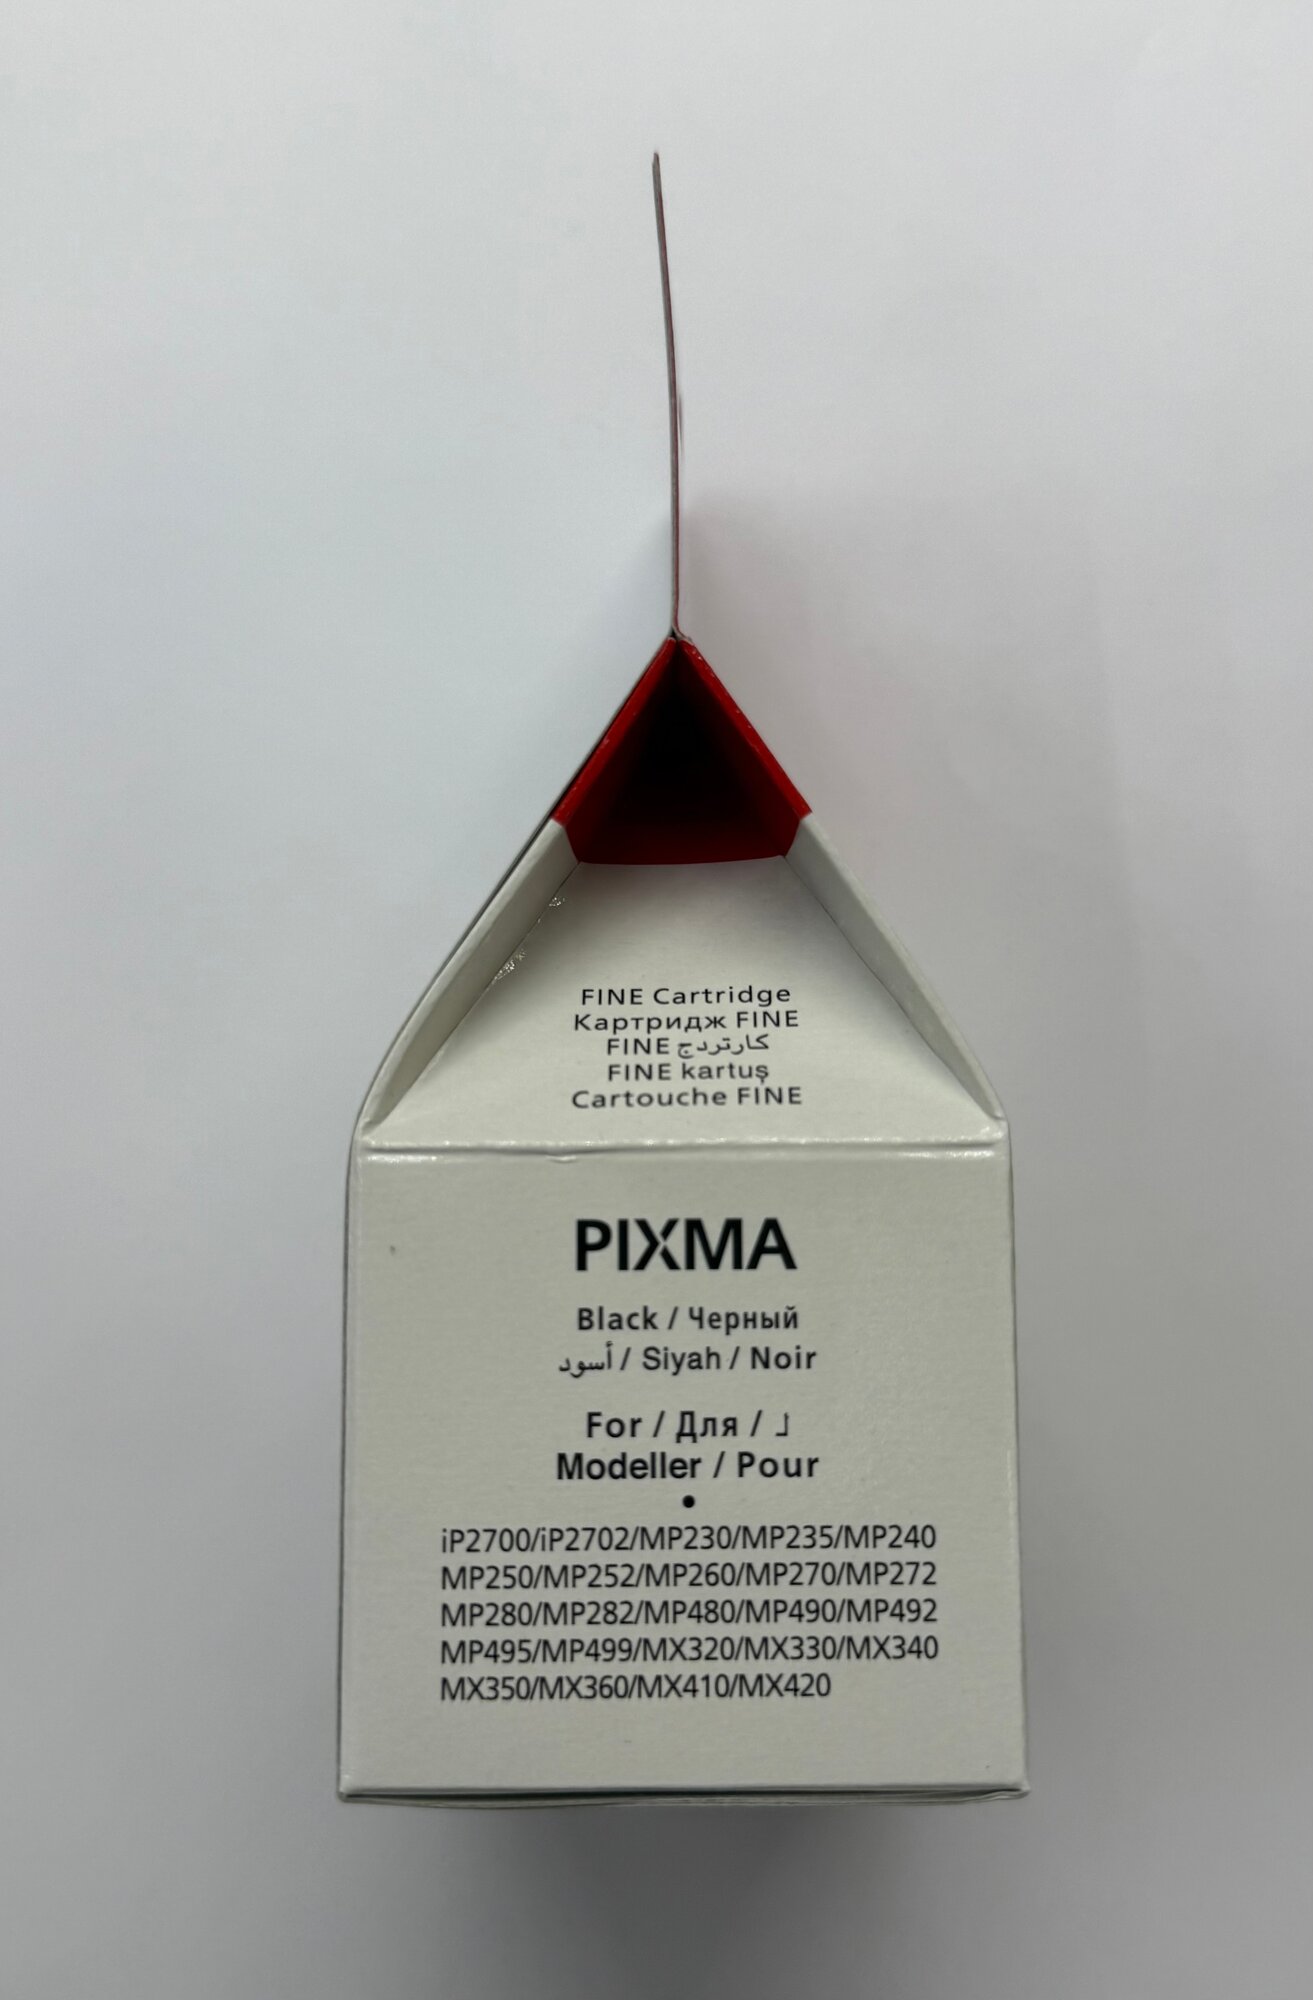 FINE Cartridge
Картридж FINE
FINE كارتردج
FINE kartuş
Cartouche FINE
PIXMA
Black / Черный
أسود / Siyah / Noir
For / Для / لـ
Modeller / Pour
•
iP2700/iP2702/MP230/MP235/MP240
MP250/MP252/MP260/MP270/MP272
MP280/MP282/MP480/MP490/MP492
MP495/MP499/MX320/MX330/MX340
MX350/MX360/MX410/MX420